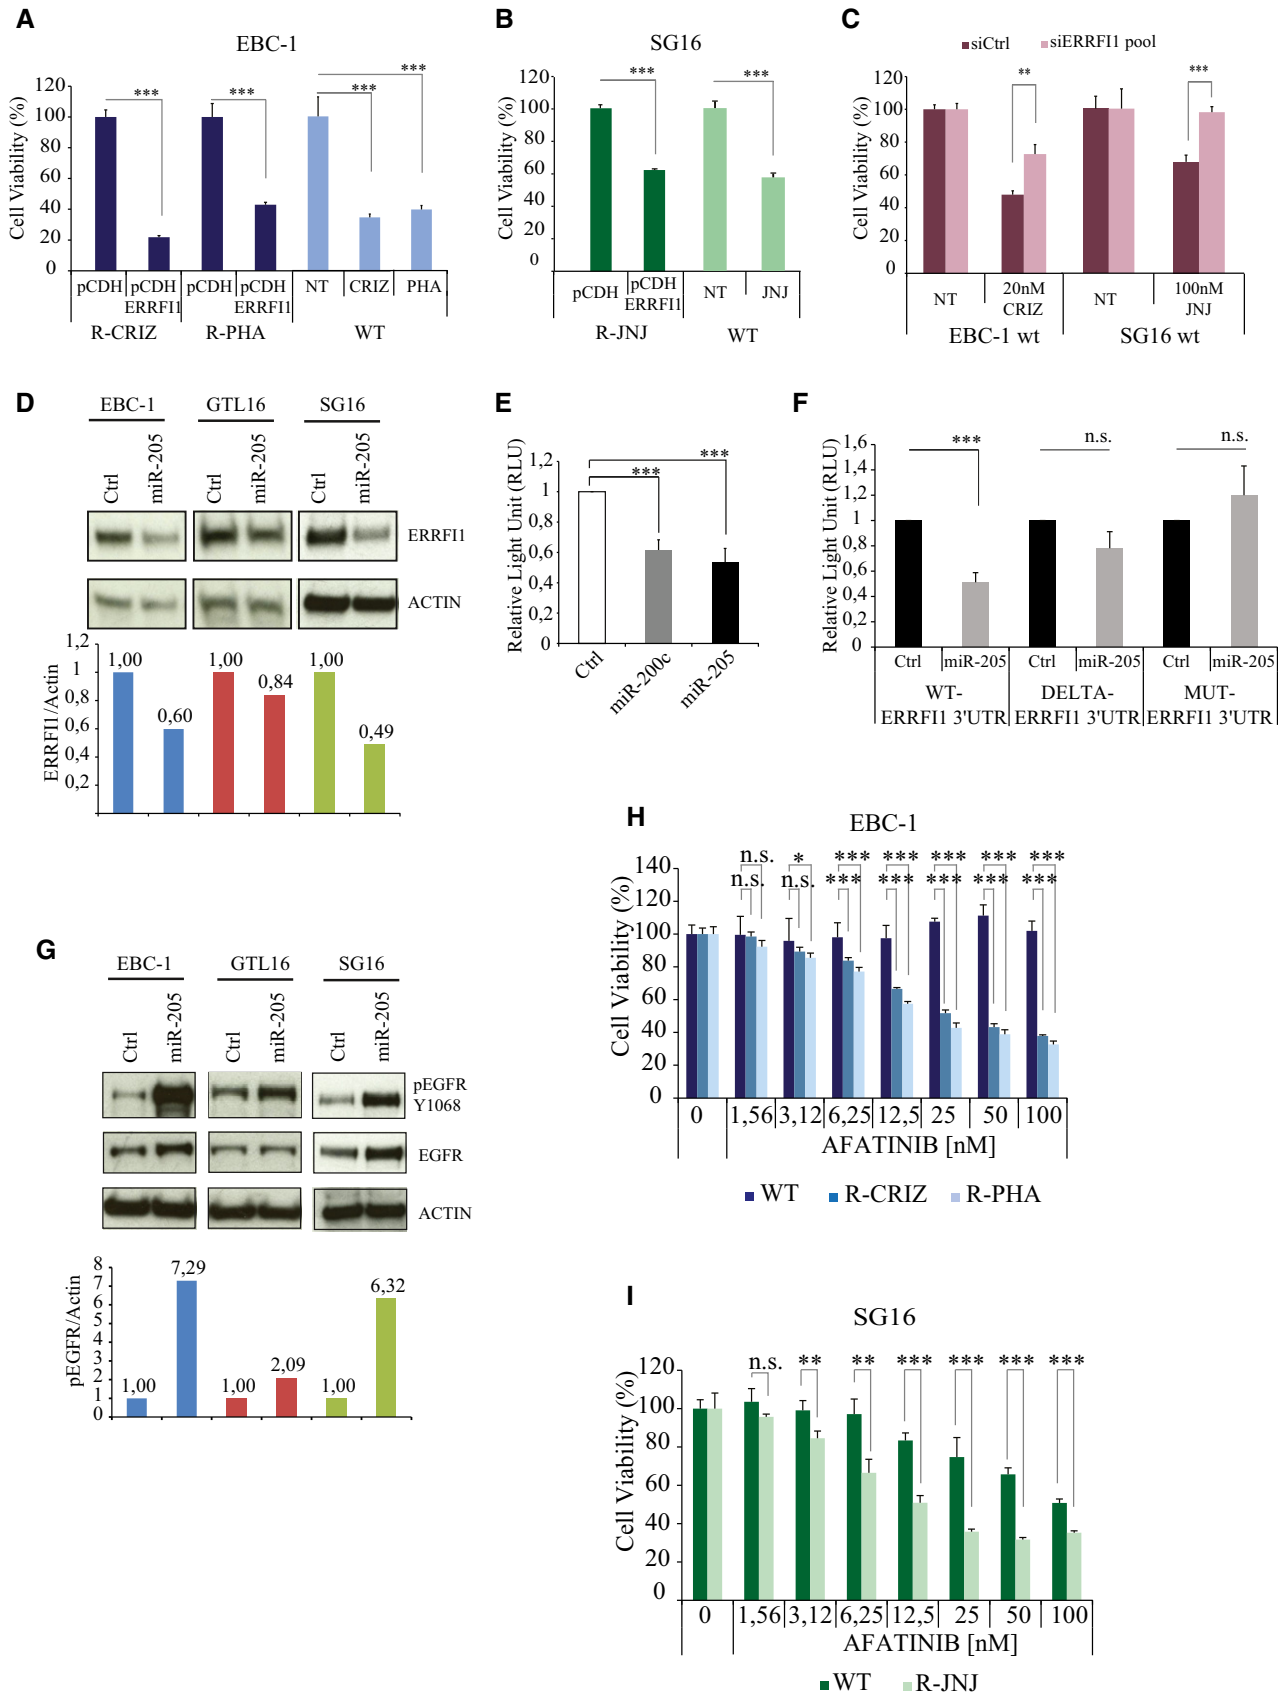 A
EBC-1
Cell Viability (%)
120
100
80
60
40
20
0
***
***
***
***
pCDH
pCDH ERRFI1
pCDH
pCDH ERRFI1
NT
CRIZ
PHA
R-CRIZ
R-PHA
WT
B
SG16
Cell Viability (%)
120
100
80
60
40
20
0
***
***
pCDH
pCDH ERRFI1
NT
JNJ
R-JNJ
WT
C
siCtrl
siERRFI1 pool
Cell Viability (%)
120
100
80
60
40
20
0
**
***
NT
20nM CRIZ
NT
100nM JNJ
EBC-1 wt
SG16 wt
D
EBC-1
GTL16
SG16
Ctrl
miR-205
Ctrl
miR-205
Ctrl
miR-205
ERRFI1
ACTIN
ERRFI1/Actin
1,2
1
0,8
0,6
0,4
0,2
1,00
0,60
1,00
0,84
1,00
0,49
E
Relative Light Unit (RLU)
1,2
1
0,8
0,6
0,4
0,2
0
***
***
Ctrl
miR-200c
miR-205
F
Relative Light Unit (RLU)
1,6
1,4
1,2
1
0,8
0,6
0,4
0,2
0
***
n.s.
n.s.
Ctrl
miR-205
Ctrl
miR-205
Ctrl
miR-205
WT-
ERRFI1 3'UTR
DELTA-
ERRFI1 3'UTR
MUT-
ERRFI1 3'UTR
G
EBC-1
GTL16
SG16
Ctrl
miR-205
Ctrl
miR-205
Ctrl
miR-205
pEGFR
Y1068
EGFR
ACTIN
pEGFR/Actin
8
7
6
5
4
3
2
1
0
1,00
7,29
1,00
2,09
1,00
6,32
H
EBC-1
Cell Viability (%)
140
120
100
80
60
40
20
0
n.s.
*
***
***
***
***
***
n.s.
n.s.
***
***
***
***
***
0
1,56
3,12
6,25
12,5
25
50
100
AFATINIB [nM]
WT
R-CRIZ
R-PHA
I
SG16
Cell Viability (%)
120
100
80
60
40
20
0
n.s.
**
**
***
***
***
***
0
1,56
3,12
6,25
12,5
25
50
100
AFATINIB [nM]
WT
R-JNJ